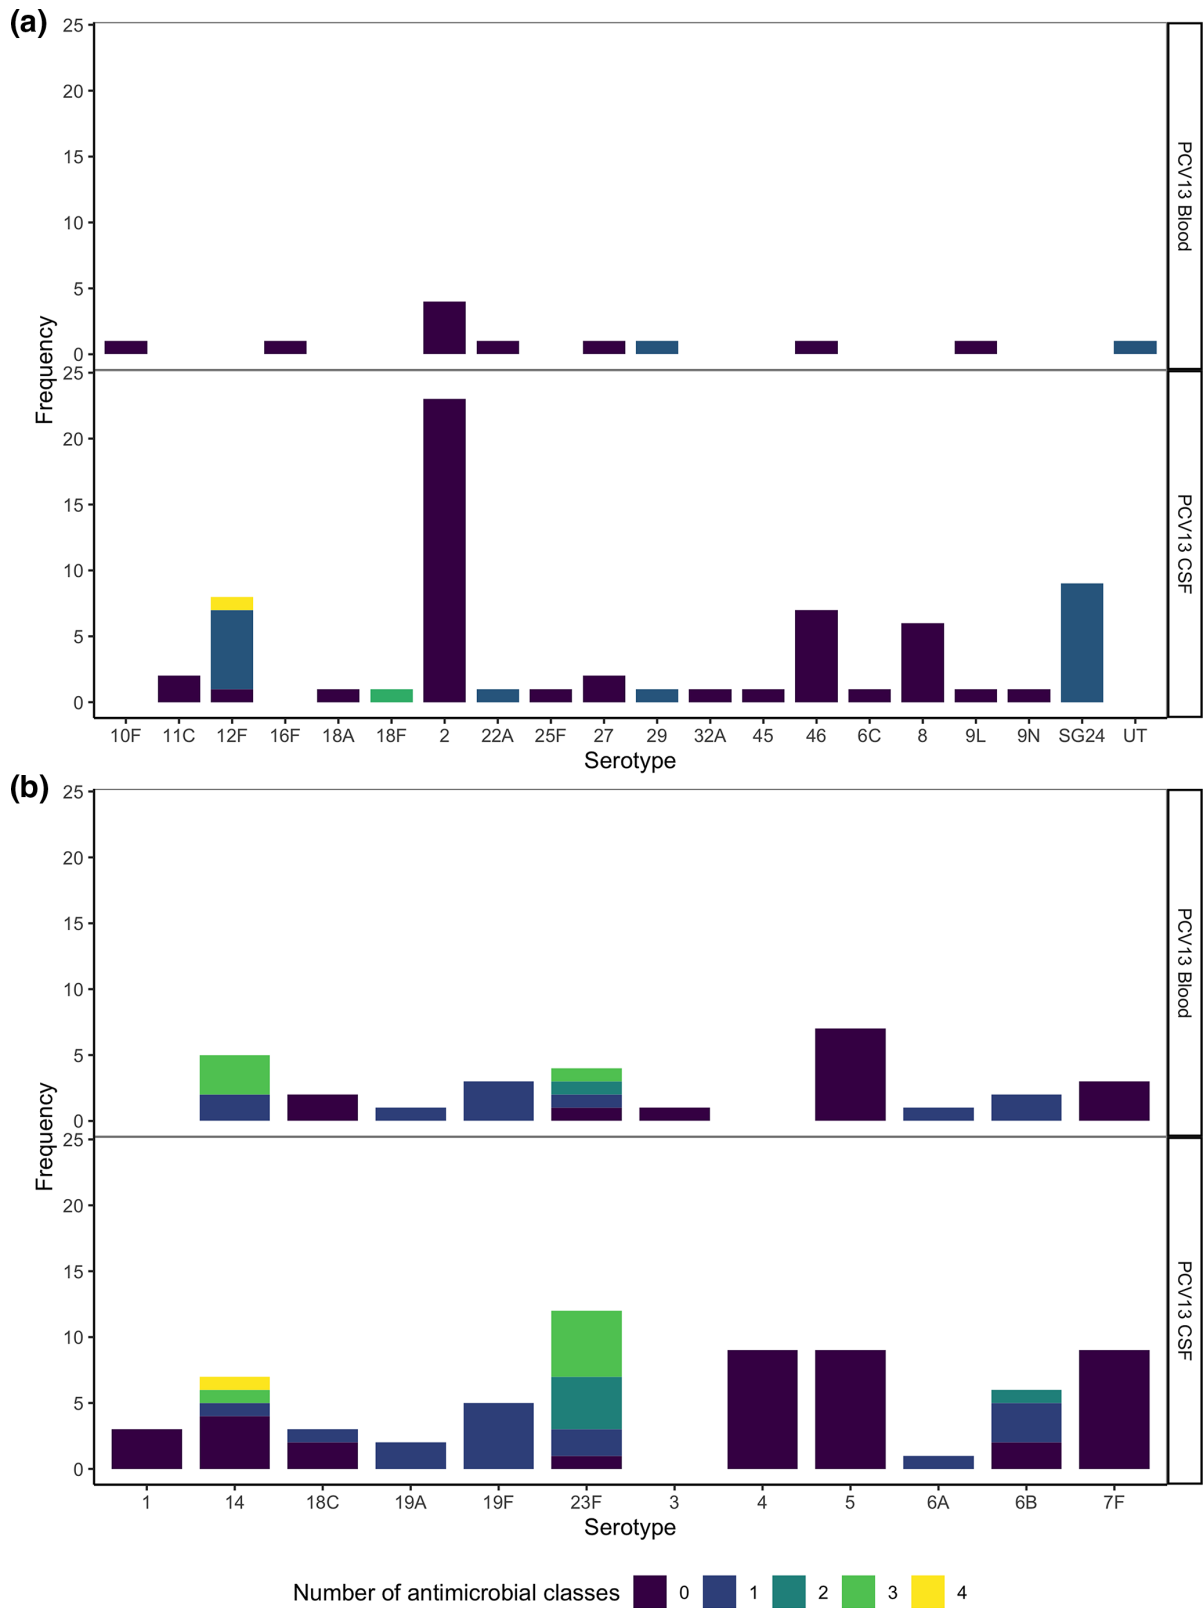 (a)
25
20
15
10
5
0
PCV13 Blood
Frequency
25
20
15
10
5
0
PCV13 CSF
10F 11C 12F 16F 18A 18F 2 22A 25F 27 29 32A 45 46 6C 8 9L 9N SG24 UT
Serotype
(b)
25
20
15
10
5
0
PCV13 Blood
Frequency
25
20
15
10
5
0
PCV13 CSF
1 14 18C 19A 19F 23F 3 4 5 6A 6B 7F
Serotype
Number of antimicrobial classes 0 1 2 3 4